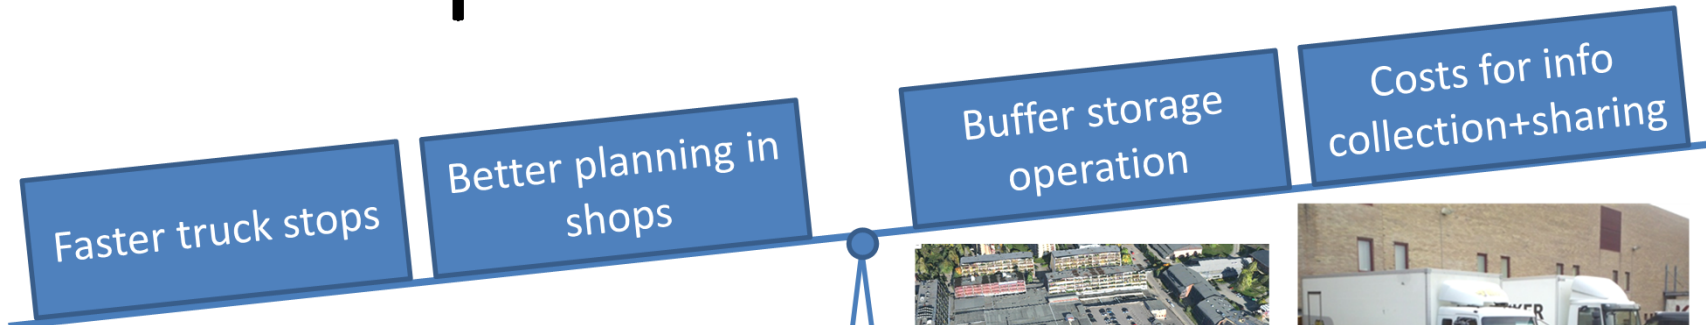 Faster truck stops
Better planning in
shops
Buffer storage
operation
Costs for info
collection+sharing